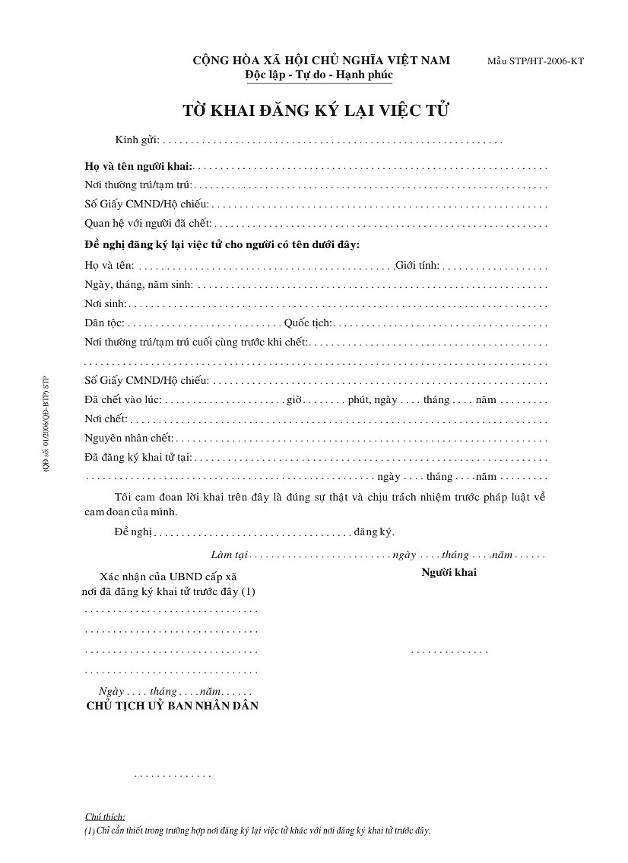 CỘNG HÒA XÃ HỘI CHỦ NGHĨA VIỆT NAM
Mẫu STP/HT-2006-KT
Độc lập - Tự do - Hạnh phúc
TỜ KHAI ĐĂNG KÝ LẠI VIỆC TỬ
Kính gửi: . . . . . . . . . . . . . . . . . . . .
Họ và tên người khai: . . . . . . . . . . . . . . . . . . . .
Nơi thường trú/tạm trú: . . . . . . . . . . . . . . . . . . . .
Số Giấy CMND/Hộ chiếu: . . . . . . . . . . . . . . . . . . . .
Quan hệ với người đã chết: . . . . . . . . . . . . . . . . . . . .
Đề nghị đăng ký lại việc tử cho người có tên dưới đây:
Họ và tên: . . . . . . . . . . . . . . . . . . . . Giới tính: . . . . . . . . . .
Ngày, tháng, năm sinh: . . . . . . . . . . . . . . . . . . . .
Nơi sinh: . . . . . . . . . . . . . . . . . . . .
Dân tộc: . . . . . . . . . . . . . . . Quốc tịch: . . . . . . . . . . . . . . .
Nơi thường trú/tạm trú cuối cùng trước khi chết: . . . . . . . . . . . . . . .
. . . . . . . . . . . . . . . . . . . .
Số Giấy CMND/Hộ chiếu: . . . . . . . . . . . . . . . . . . . .
Đã chết vào lúc: . . . . . . . . . . giờ . . . . . . . phút, ngày . . . . tháng . . . . năm . . . . . . . .
Nơi chết: . . . . . . . . . . . . . . . . . . . .
Nguyên nhân chết: . . . . . . . . . . . . . . . . . . . .
Đã đăng ký khai tử tại: . . . . . . . . . . . . . . . . . . . .
. . . . . . . . . . . . . . . . . . . . ngày . . . . tháng . . . . năm . . . . . . . .
Tôi cam đoan lời khai trên đây là đúng sự thật và chịu trách nhiệm trước pháp luật về
cam đoan của mình.
Đề nghị . . . . . . . . . . . . . . . . . . . . đăng ký.
Làm tại . . . . . . . . . . . . . . . ngày . . . . tháng . . . . năm . . . . . .
Người khai
Xác nhận của UBND cấp xã
nơi đã đăng ký khai tử trước đây (1)
. . . . . . . . . . . . . . . . . . . .
. . . . . . . . . . . . . . . . . . . .
. . . . . . . . . . . . . . . . . . . .
. . . . . . . . . . . . . .
. . . . . . . . . . . . . . . . . . . .
Ngày . . . . tháng . . . . năm . . . . . .
CHỦ TỊCH UỶ BAN NHÂN DÂN
. . . . . . . . . . . . . .
Chú thích:
(1) Chỉ cần thiết trong trường hợp nơi đăng ký lại việc tử khác với nơi đăng ký khai tử trước đây.
(QĐ số 01/2006/QĐ-BTP) STP